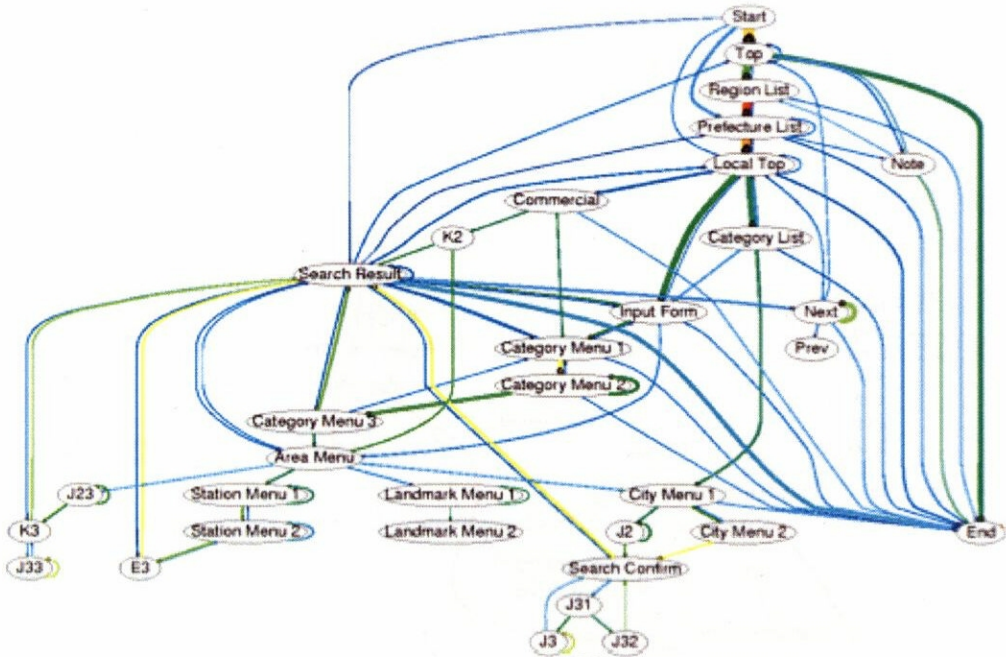 Start
Top
Region List
Prefecture List
Local Top
Note
Commercial
K2
Category List
Search Result
Input Form
Next
Category Menu 1
Prev
Category Menu 2
Category Menu 3
Area Menu
J23
Station Menu 1
Landmark Menu 1
City Menu 1
K3
Station Menu 2
Landmark Menu 2
J2
City Menu 2
End
J33
E3
Search Confirm
J31
J3
J32